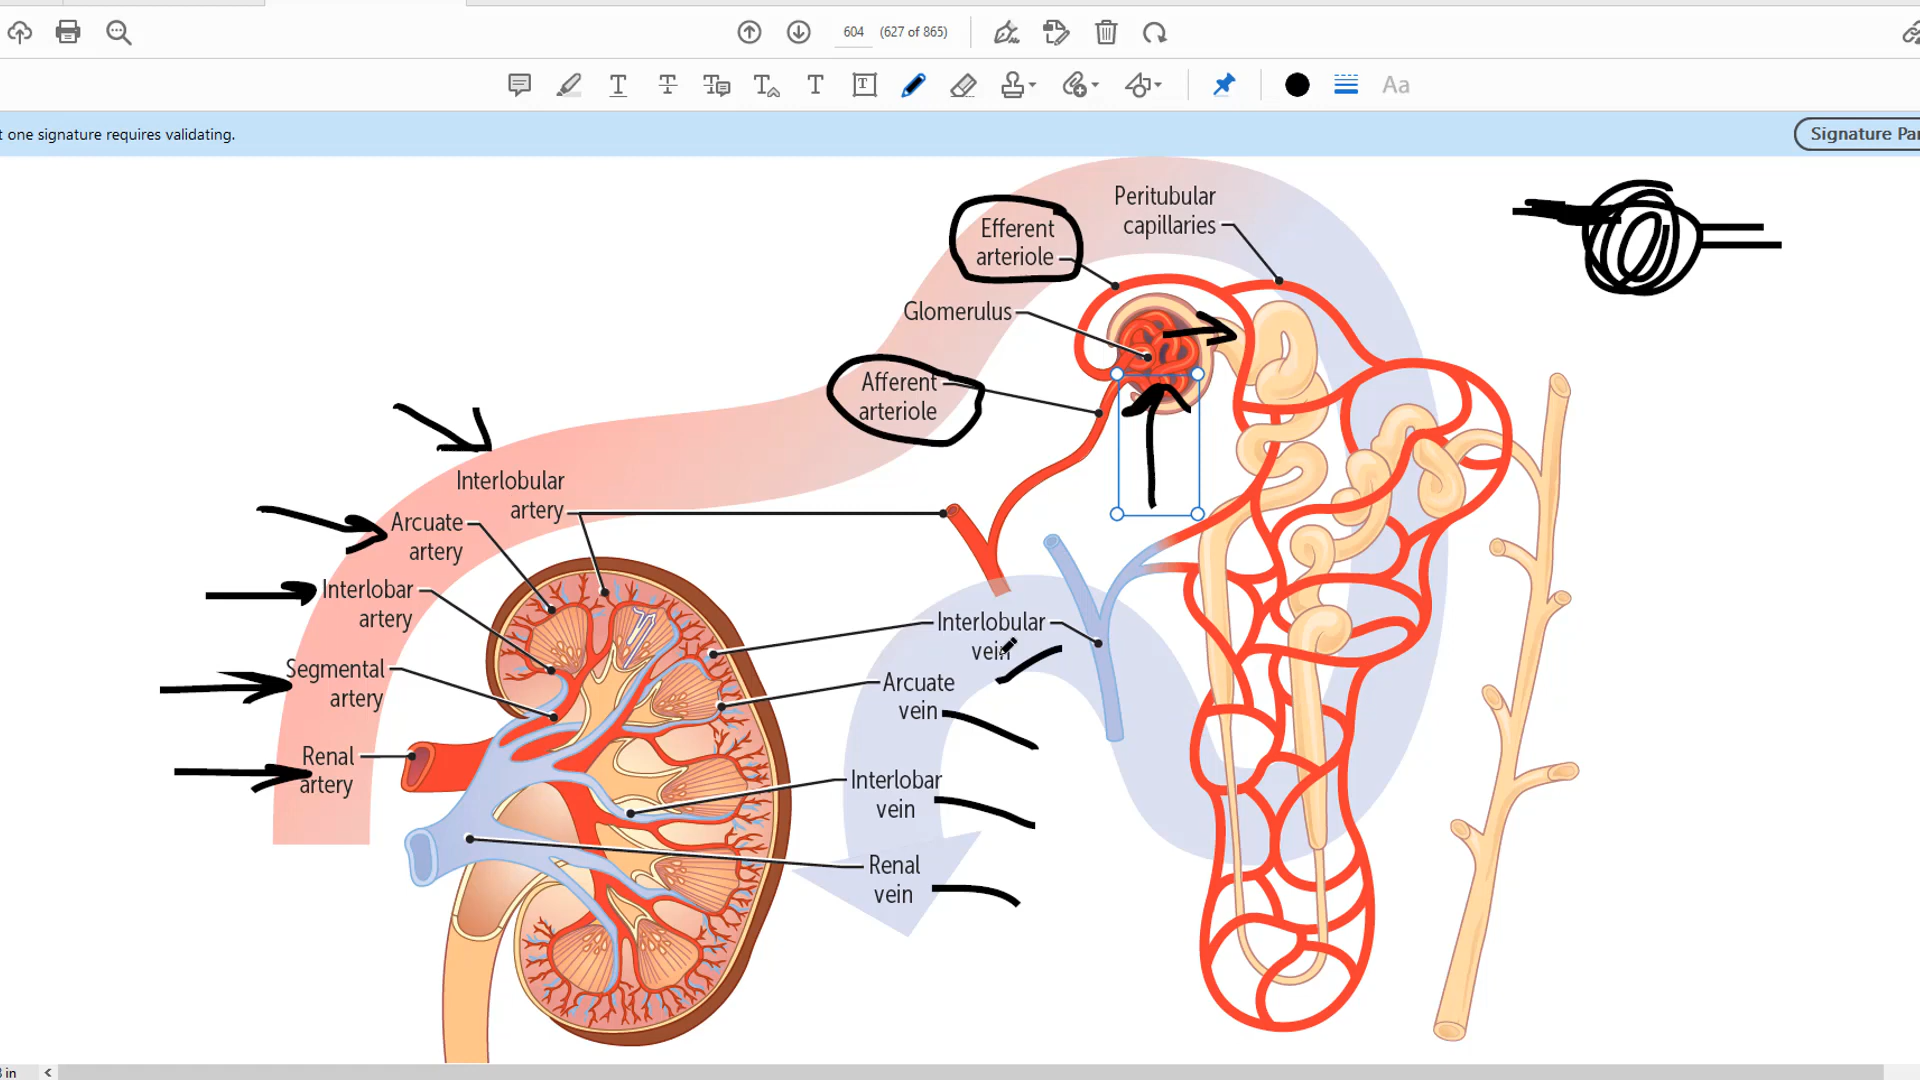 604 (627 of 865)
Aa
t one signature requires validating.
Signature Pa
Peritubular
capillaries
Efferent
arteriole
Glomerulus
Afferent
arteriole
Interlobular
artery
Arcuate
artery
Interlobar
artery
Segmental
artery
Renal
artery
Interlobular
vein
Arcuate
vein
Interlobar
vein
Renal
vein
in